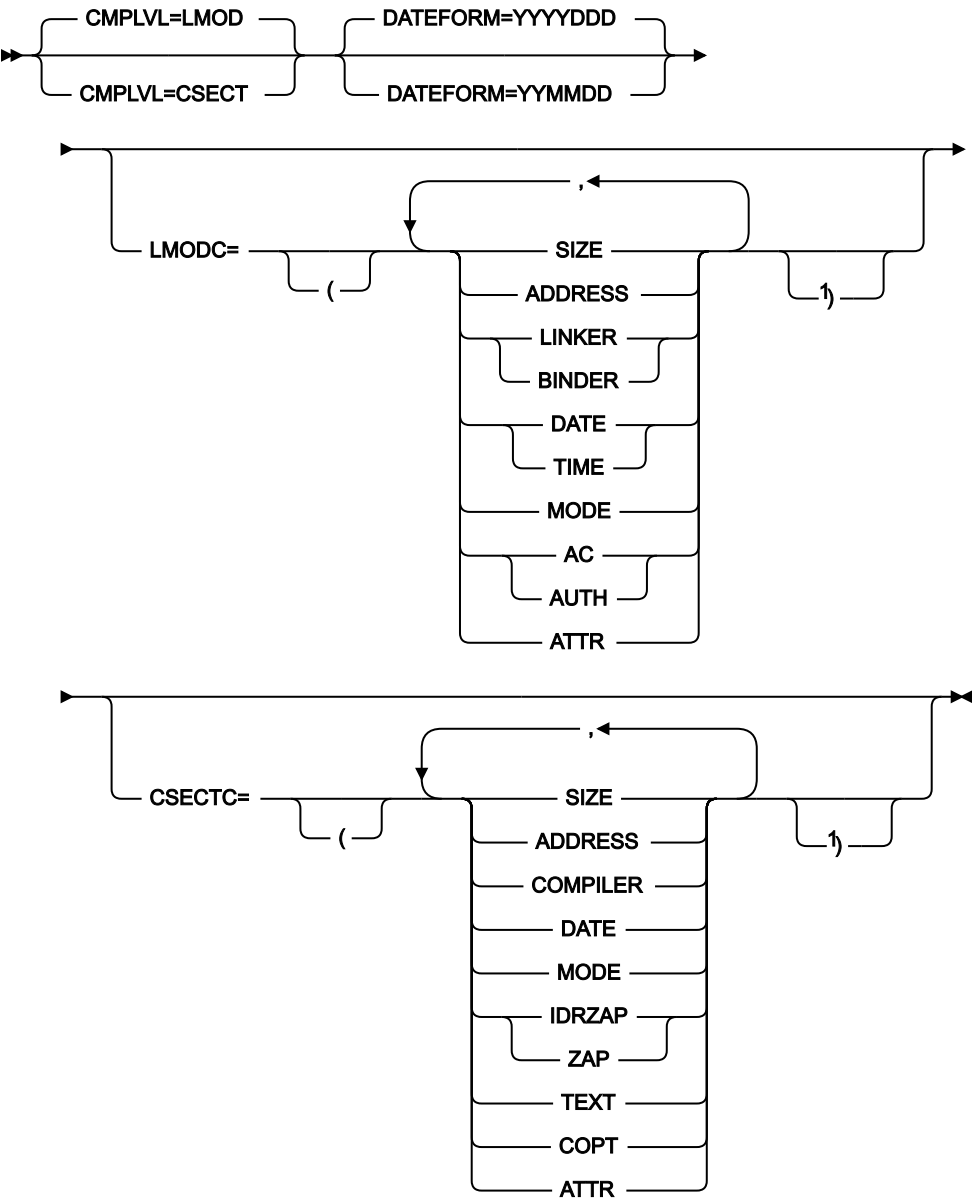 CMPLVL=LMOD DATEFORM=YYYYDDD
CMPLVL=CSECT DATEFORM=YYMMDD
,
LMODC= SIZE
( ADDRESS 1)
LINKER
BINDER
DATE
TIME
MODE
AC
AUTH
ATTR
,
CSECTC= SIZE
( ADDRESS 1)
COMPILER
DATE
MODE
IDRZAP
ZAP
TEXT
COPT
ATTR